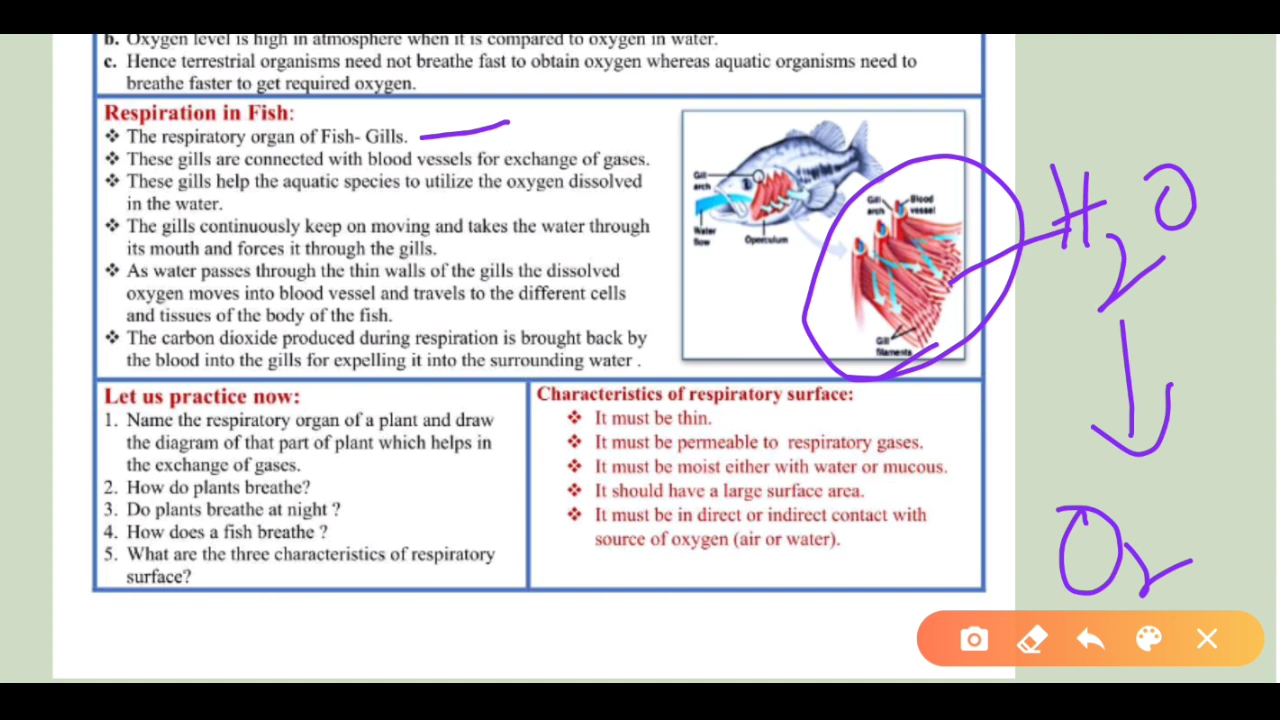 b. Oxygen level is high in atmosphere when it is compared to oxygen in water.
c. Hence terrestrial organisms need not breathe fast to obtain oxygen whereas aquatic organisms need to
breathe faster to get required oxygen.
Respiration in Fish:
❖ The respiratory organ of Fish- Gills.
❖ These gills are connected with blood vessels for exchange of gases.
❖ These gills help the aquatic species to utilize the oxygen dissolved
in the water.
❖ The gills continuously keep on moving and takes the water through
its mouth and forces it through the gills.
❖ As water passes through the thin walls of the gills the dissolved
oxygen moves into blood vessel and travels to the different cells
and tissues of the body of the fish.
❖ The carbon dioxide produced during respiration is brought back by
the blood into the gills for expelling it into the surrounding water .
Gill
arch
Water
flow
Operculum
Gill
arch
Blood
vessel
Gill
filaments
H2O
O2
Let us practice now:
1. Name the respiratory organ of a plant and draw
the diagram of that part of plant which helps in
the exchange of gases.
2. How do plants breathe?
3. Do plants breathe at night ?
4. How does a fish breathe ?
5. What are the three characteristics of respiratory
surface?
Characteristics of respiratory surface:
❖ It must be thin.
❖ It must be permeable to respiratory gases.
❖ It must be moist either with water or mucous.
❖ It should have a large surface area.
❖ It must be in direct or indirect contact with
source of oxygen (air or water).